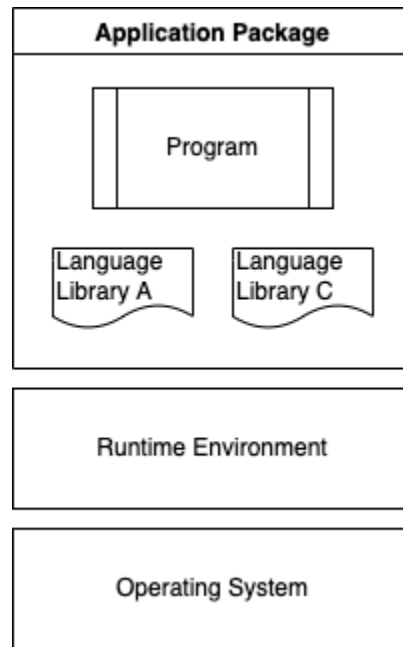 Application Package
Program
Language
Library A
Language
Library C
Runtime Environment
Operating System